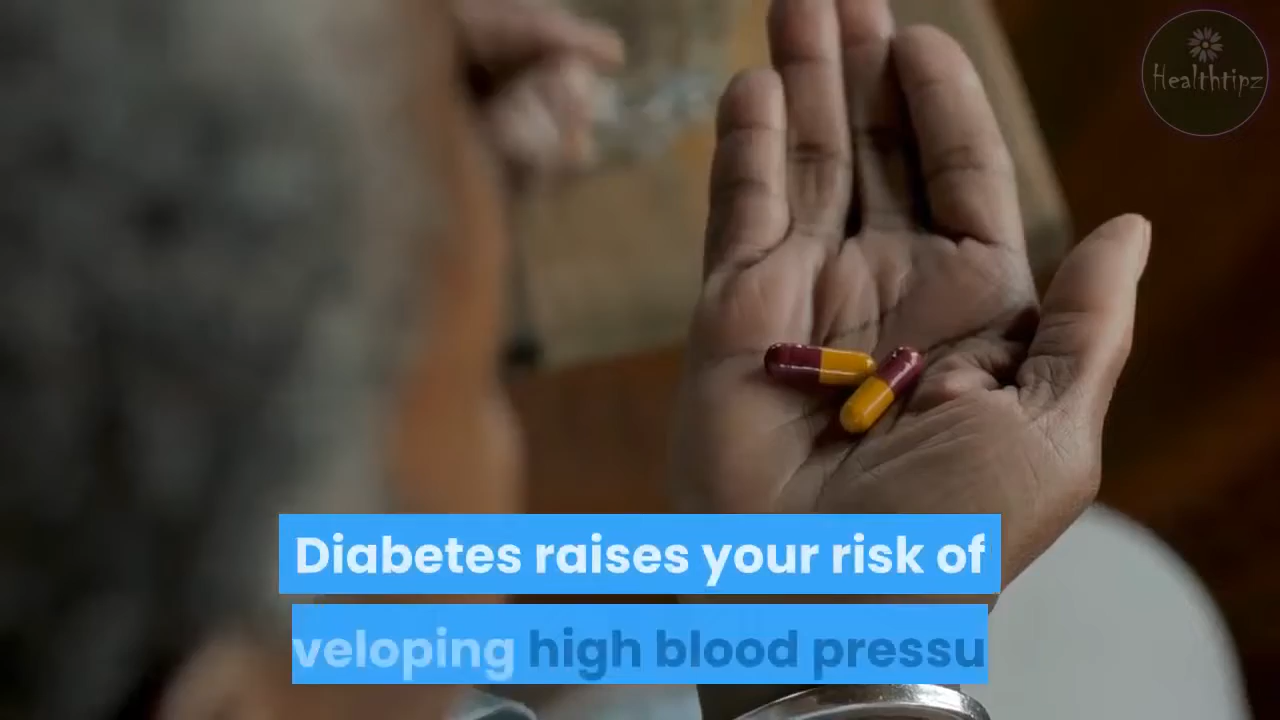 Healthtipz
Diabetes raises your risk of
veloping high blood pressu